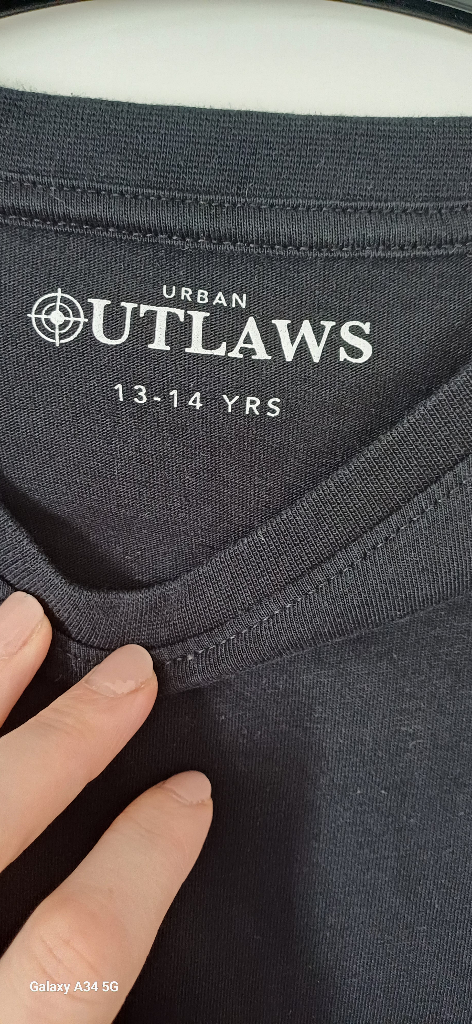 URBAN
OUTLAWS
13-14 YRS
Galaxy A34 5G